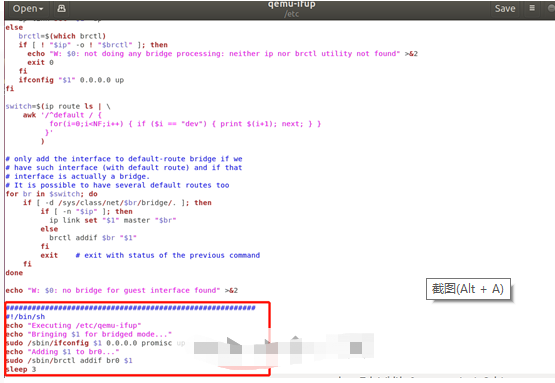 Open
qemu-ifup
/etc
Save
else
brctl=$(which brctl)
if [ ! "$ip" -o ! "$brctl" ]; then
echo "W: $0: not doing any bridge processing: neither ip nor brctl utility not found" >&2
exit 0
fi
ifconfig "$1" 0.0.0.0 up
fi
switch=$(ip route ls | \
awk '/^default / {
for(i=0;i<NF;i++) { if ($i == "dev") { print $(i+1); next; } }
}'
)
# only add the interface to default-route bridge if we
# have such interface (with default route) and if that
# interface is actually a bridge.
# It is possible to have several default routes too
for br in $switch; do
if [ -d /sys/class/net/$br/bridge/. ]; then
if [ -n "$ip" ]; then
ip link set "$1" master "$br"
else
brctl addif $br "$1"
fi
exit # exit with status of the previous command
fi
done
echo "W: $0: no bridge for guest interface found" >&2
截图(Alt + A)
########################################################
#!/bin/sh
echo "Executing /etc/qemu-ifup"
echo "Bringing $1 for bridged mode..."
sudo /sbin/ifconfig $1 0.0.0.0 promisc up
echo "Adding $1 to br0..."
sudo /sbin/brctl addif br0 $1
sleep 3